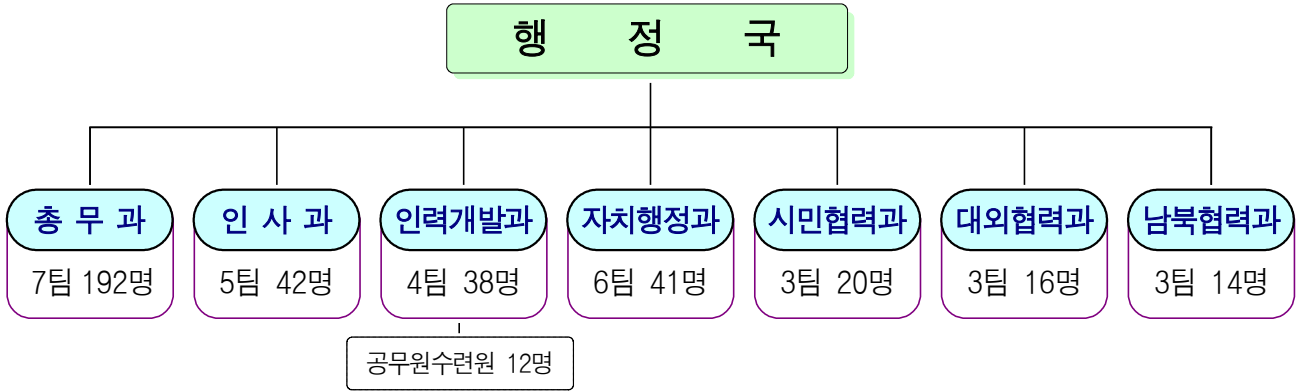 행 정 국
총 무 과 인 사 과 인력개발과 자치행정과 시민협력과 대외협력과 남북협력과
7팀 192명 5팀 42명 4팀 38명 6팀 41명 3팀 20명 3팀 16명 3팀 14명
공무원수련원 12명